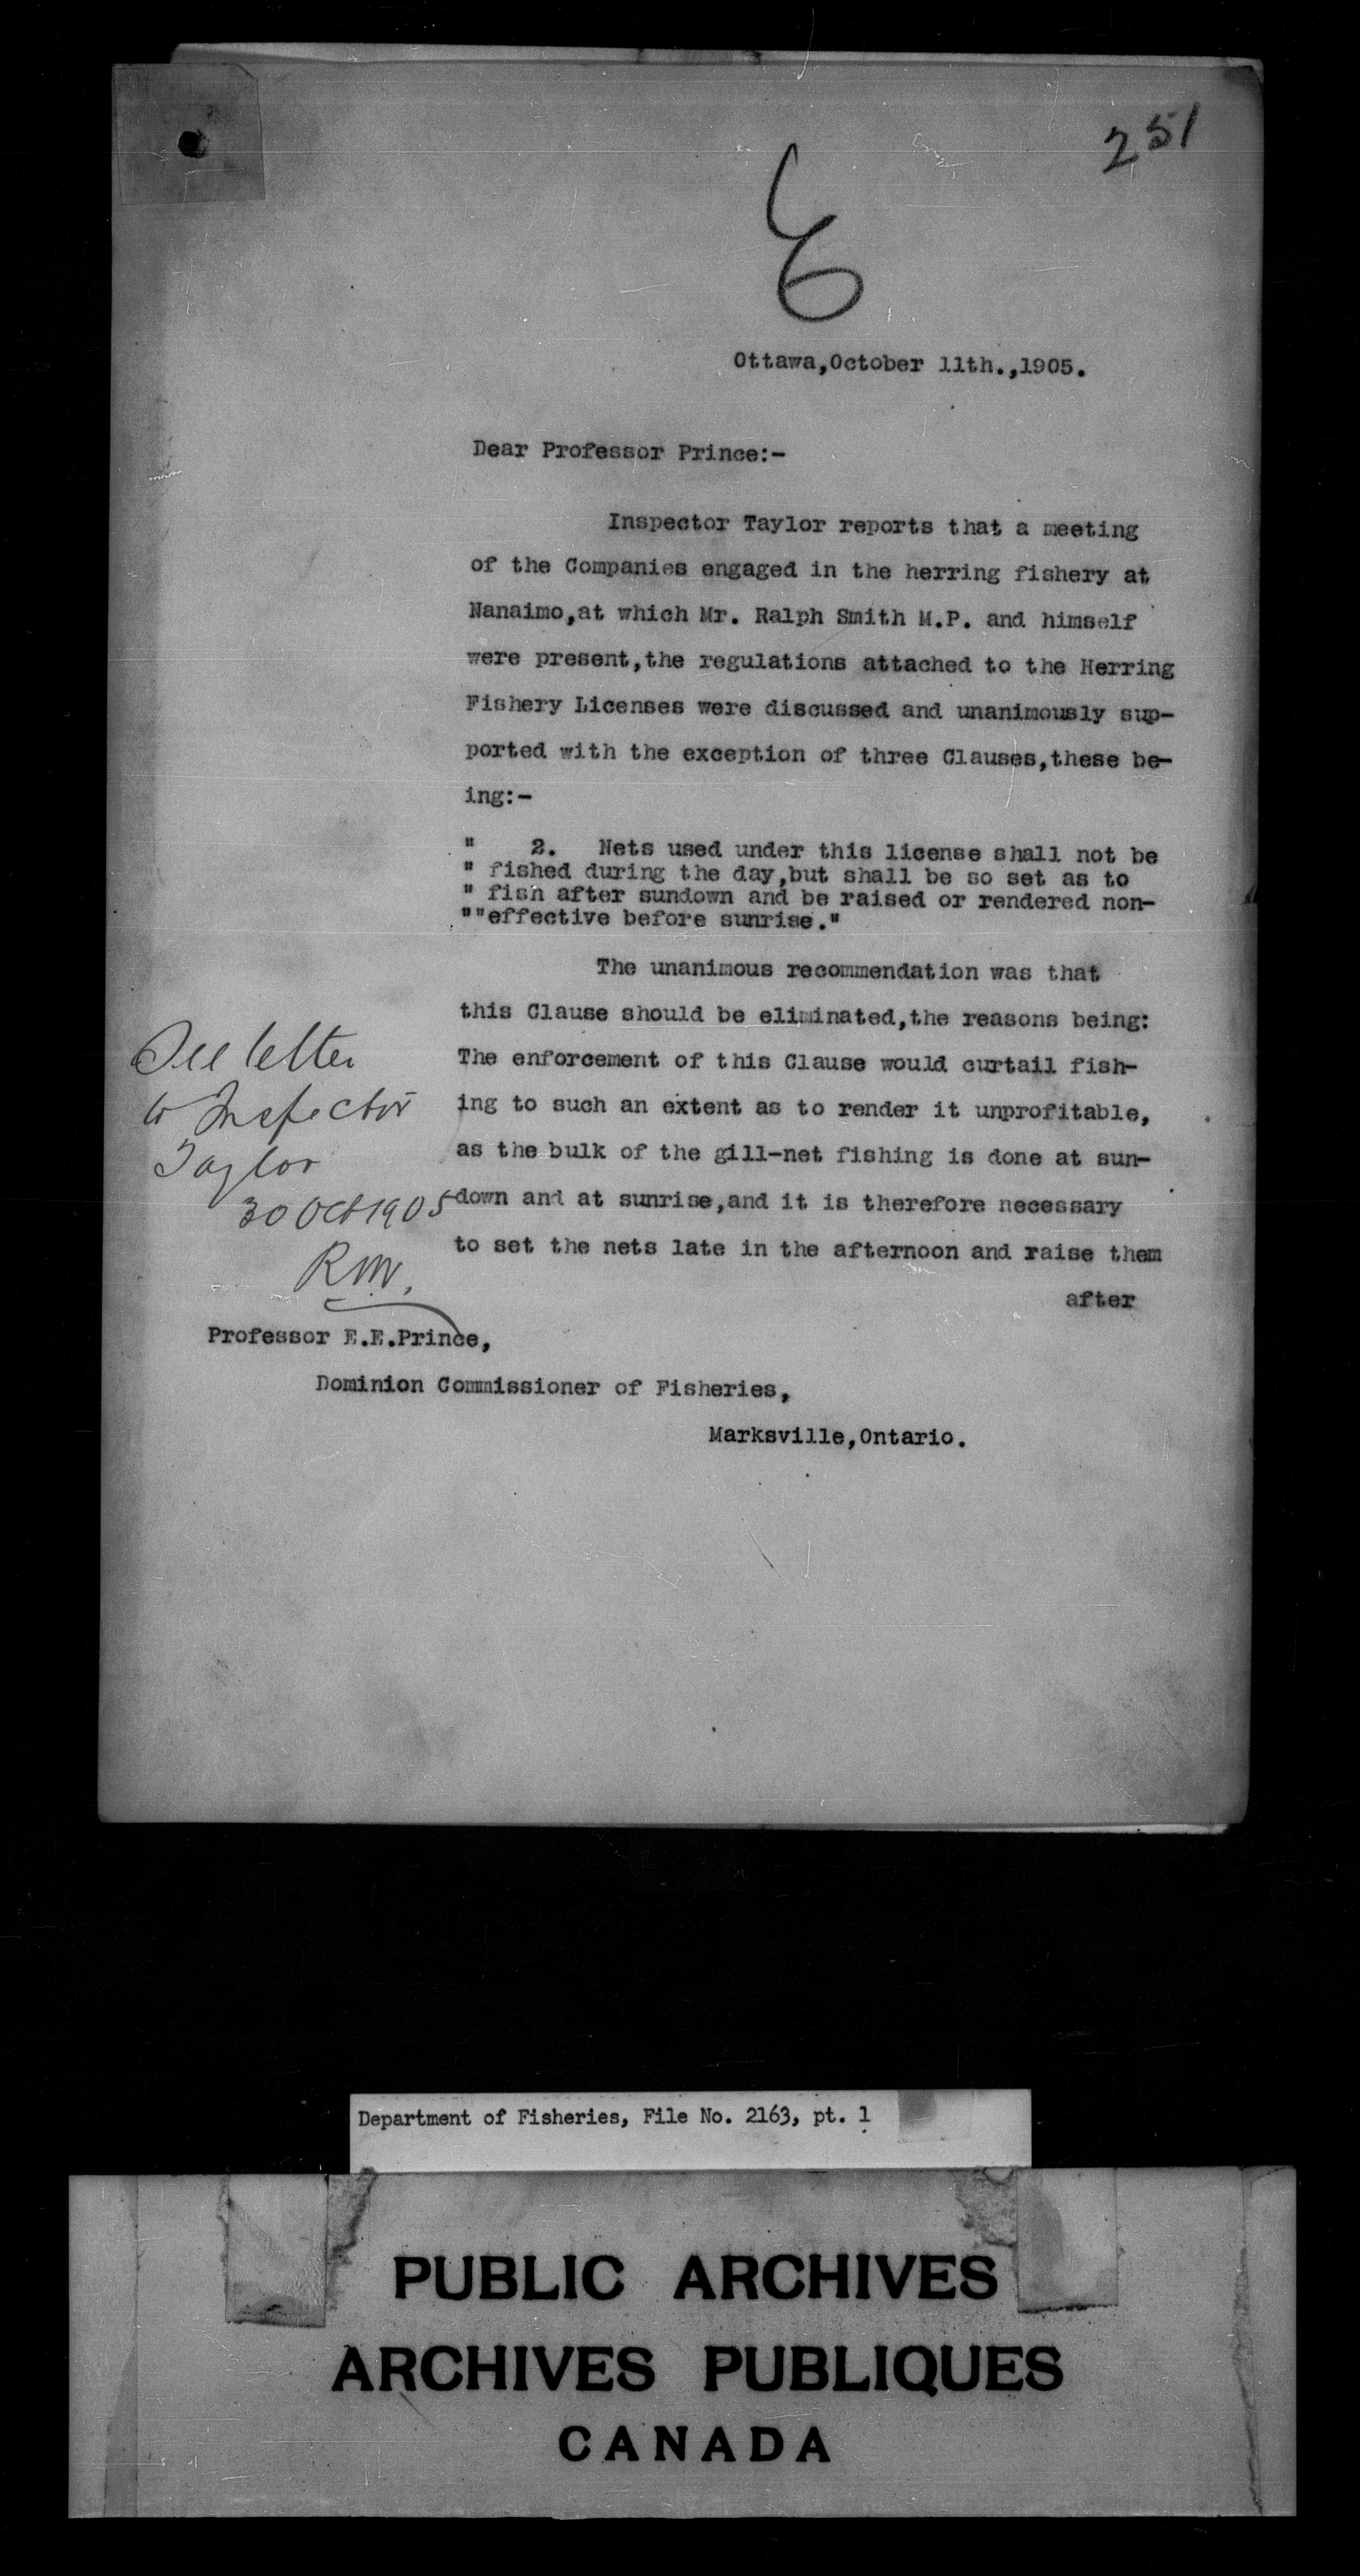 251
E
Ottawa,October 11th.,1905.
Dear Professor Prince:-
Inspector Taylor reports that a meeting
of the Companies engaged in the herring fishery at
Nanaimo,at which Mr. Ralph Smith M.P. and himself
were present,the regulations attached to the Herring
Fishery Licenses were discussed and unanimously sup-
ported with the exception of three Clauses,these be-
ing:-
"    2.   Nets used under this license shall not be
" fished during the day,but shall be so set as to
" fish after sundown and be raised or rendered non-
""effective before sunrise."
The unanimous recommendation was that
this Clause should be eliminated,the reasons being:
The enforcement of this Clause would curtail fish-
ing to such an extent as to render it unprofitable,
as the bulk of the gill-net fishing is done at sun-
down and at sunrise,and it is therefore necessary
to set the nets late in the afternoon and raise them
after
See letter
to Inspector
Taylor
30 Oct 1905
R.W.
Professor E.E.Prince,
Dominion Commissioner of Fisheries,
Marksville,Ontario.
Department of Fisheries, File No. 2163, pt. 1
PUBLIC ARCHIVES
ARCHIVES PUBLIQUES
CANADA